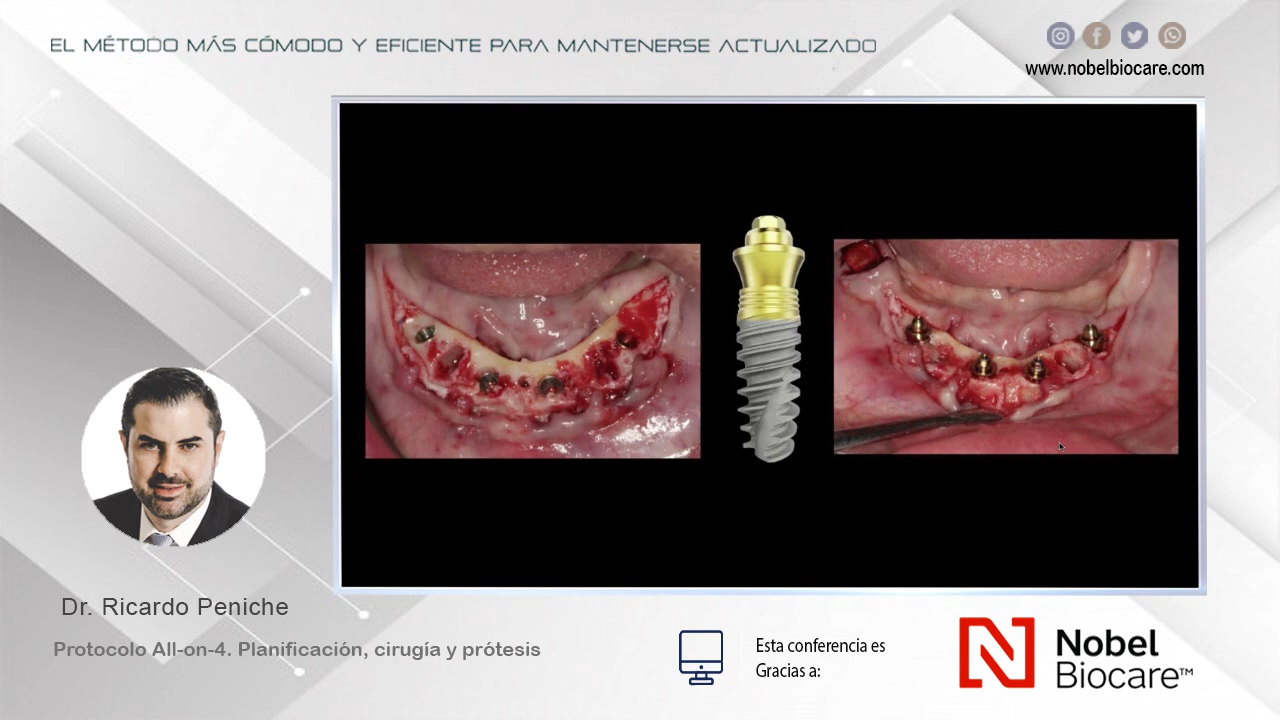 EL MÉTODO MÁS CÓMODO Y EFICIENTE PARA MANTENERSE ACTUALIZADO
www.nobelbiocare.com
Dr. Ricardo Peniche
Protocolo All-on-4. Planificación, cirugía y prótesis
Esta conferencia es
Gracias a:
Nobel
Biocare™